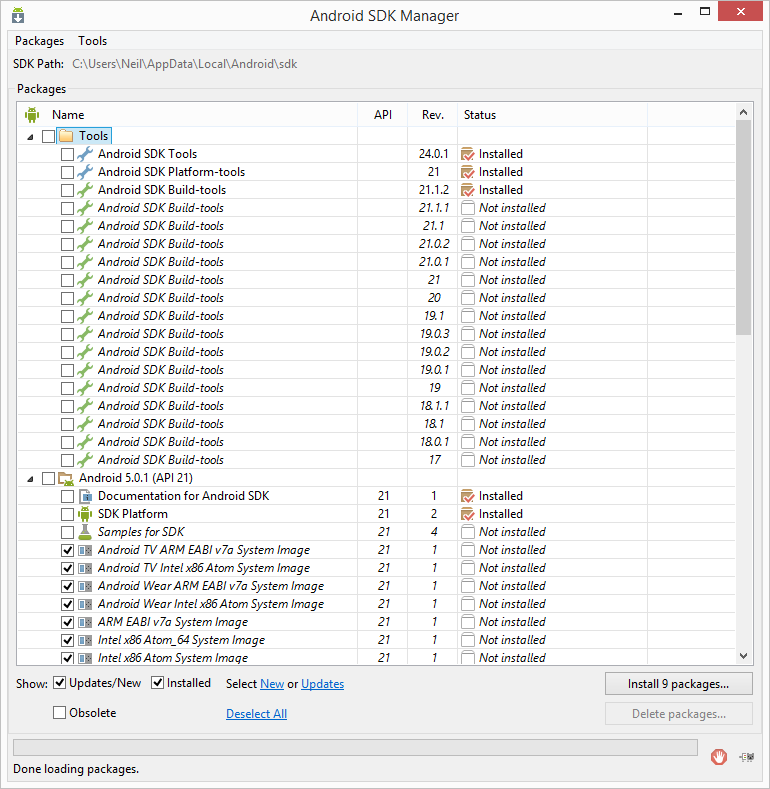 Android SDK Manager
Packages Tools
SDK Path: C:\Users\Neil\AppData\Local\Android\sdk
Packages
Name API Rev. Status
Tools
Android SDK Tools 24.0.1 Installed
Android SDK Platform-tools 21 Installed
Android SDK Build-tools 21.1.2 Installed
Android SDK Build-tools 21.1.1 Not installed
Android SDK Build-tools 21.1 Not installed
Android SDK Build-tools 21.0.2 Not installed
Android SDK Build-tools 21.0.1 Not installed
Android SDK Build-tools 21 Not installed
Android SDK Build-tools 20 Not installed
Android SDK Build-tools 19.1 Not installed
Android SDK Build-tools 19.0.3 Not installed
Android SDK Build-tools 19.0.2 Not installed
Android SDK Build-tools 19.0.1 Not installed
Android SDK Build-tools 19 Not installed
Android SDK Build-tools 18.1.1 Not installed
Android SDK Build-tools 18.1 Not installed
Android SDK Build-tools 18.0.1 Not installed
Android SDK Build-tools 17 Not installed
Android 5.0.1 (API 21)
Documentation for Android SDK 21 1 Installed
SDK Platform 21 2 Installed
Samples for SDK 21 4 Not installed
Android TV ARM EABI v7a System Image 21 1 Not installed
Android TV Intel x86 Atom System Image 21 1 Not installed
Android Wear ARM EABI v7a System Image 21 1 Not installed
Android Wear Intel x86 Atom System Image 21 1 Not installed
ARM EABI v7a System Image 21 1 Not installed
Intel x86 Atom_64 System Image 21 1 Not installed
Intel x86 Atom System Image 21 1 Not installed
Show: Updates/New Installed Select New or Updates Install 9 packages...
Obsolete Deselect All Delete packages...
Done loading packages.